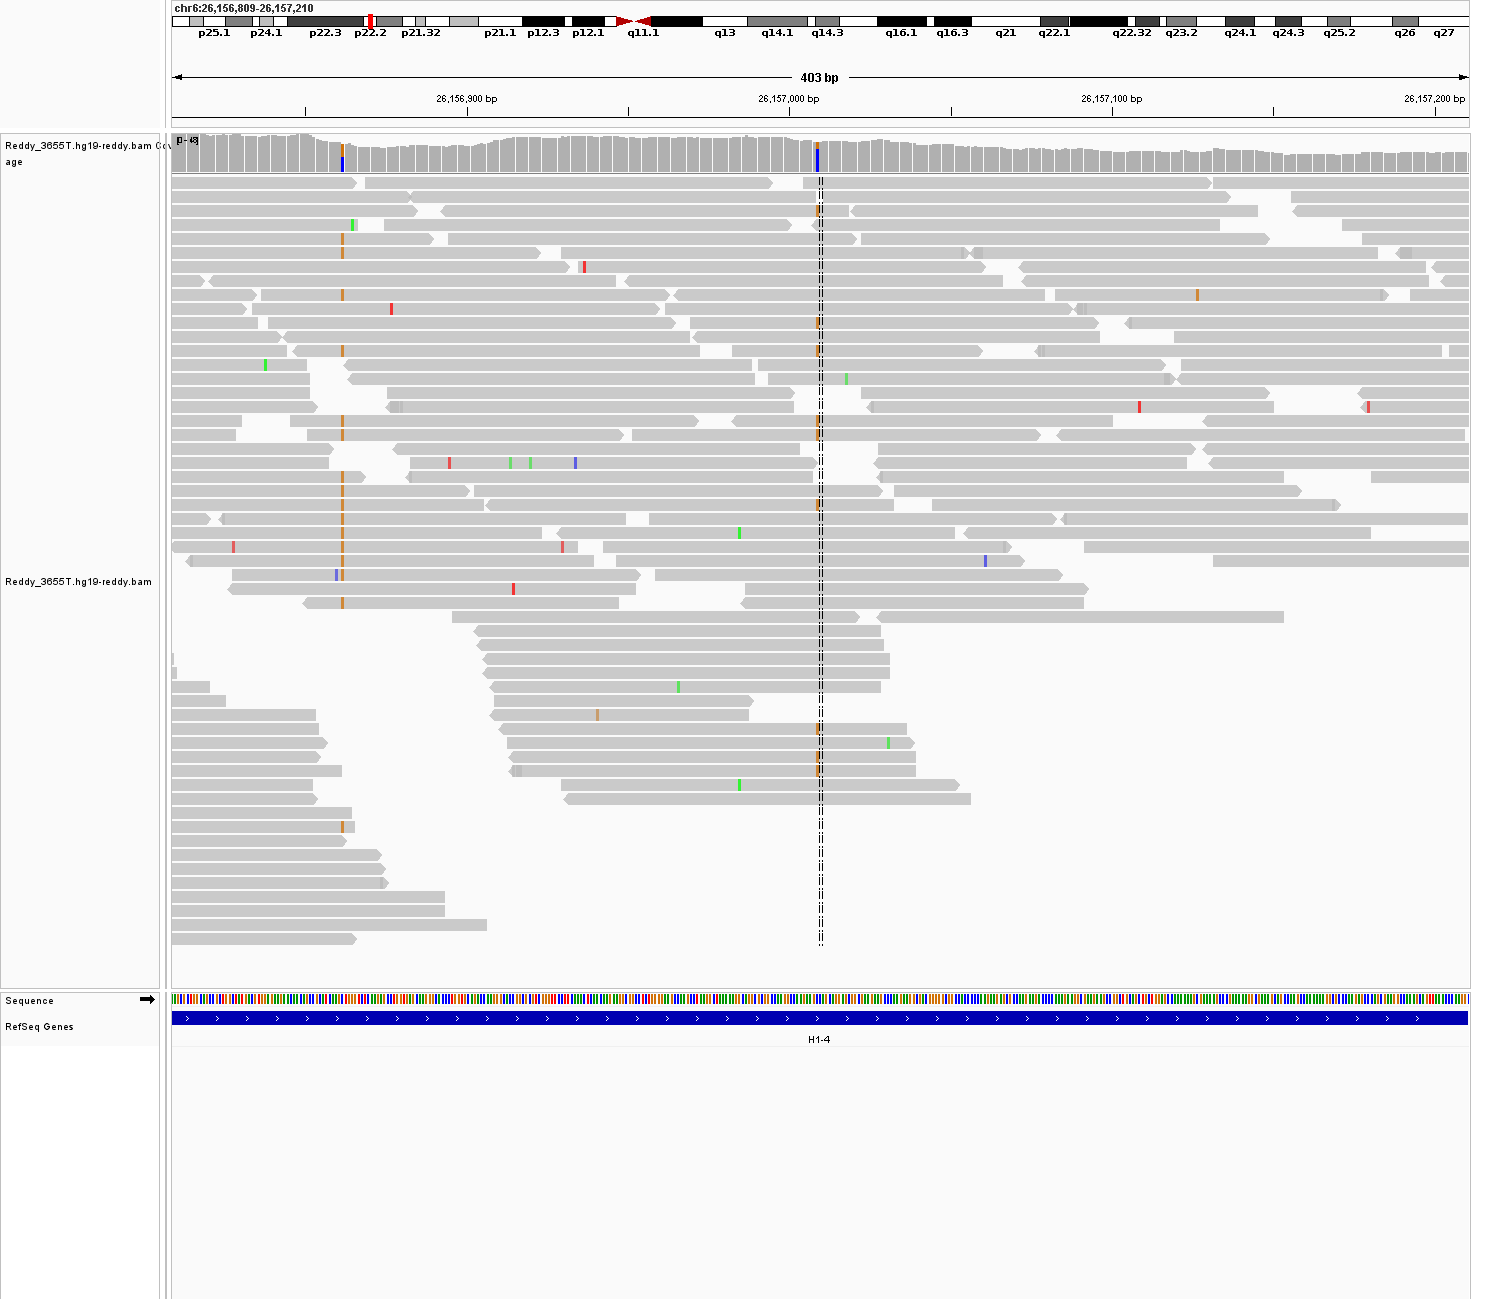 chr6:26,156,809-26,157,210
p25.1 p24.1 p22.3 p22.2 p21.32 p21.1 p12.3 p12.1 q11.1 q13 q14.1 q14.3 q16.1 q16.3 q21 q22.1 q22.32 q23.2 q24.1 q24.3 q25.2 q26 q27
403 bp
26,156,900 bp 26,157,000 bp 26,157,100 bp 26,157,200 bp
Reddy_3655T.hg19-reddy.bam Cov
age
Reddy_3655T.hg19-reddy.bam
Sequence
RefSeq Genes
H1-4